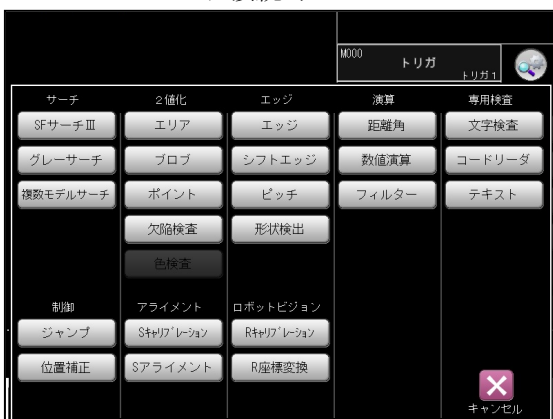 M000
トリガ
トリガ1
サーチ
2値化
エッジ
演算
専用検査
SFサーチⅢ
エリア
エッジ
距離角
文字検査
グレーサーチ
ブロブ
シフトエッジ
数値演算
コードリーダ
複数モデルサーチ
ポイント
ピッチ
フィルター
テキスト
欠陥検査
形状検出
色検査
制御
アライメント
ロボットビジョン
ジャンプ
Sキャリブレーション
Rキャリブレーション
位置補正
Sアライメント
R座標変換
キャンセル